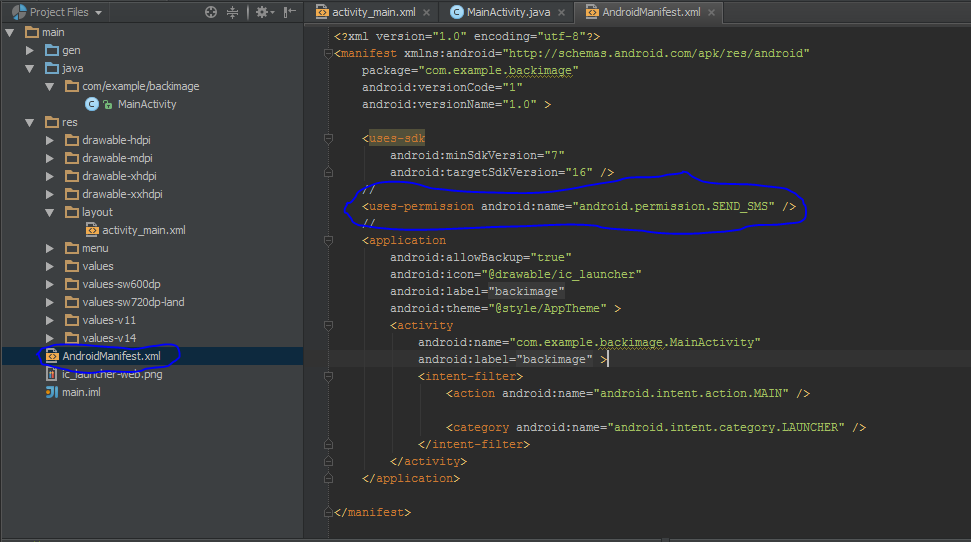 Project Files
main
gen
java
com/example/backimage
MainActivity
res
drawable-hdpi
drawable-mdpi
drawable-xhdpi
drawable-xxhdpi
layout
activity_main.xml
menu
values
values-sw600dp
values-sw720dp-land
values-v11
values-v14
AndroidManifest.xml
ic_launcher-web.png
main.iml
activity_main.xml MainActivity.java AndroidManifest.xml
<?xml version="1.0" encoding="utf-8"?>
<manifest xmlns:android="http://schemas.android.com/apk/res/android"
package="com.example.backimage"
android:versionCode="1"
android:versionName="1.0" >
<uses-sdk
android:minSdkVersion="7"
android:targetSdkVersion="16" />
//
<uses-permission android:name="android.permission.SEND_SMS" />
//
<application
android:allowBackup="true"
android:icon="@drawable/ic_launcher"
android:label="backimage"
android:theme="@style/AppTheme" >
<activity
android:name="com.example.backimage.MainActivity"
android:label="backimage" >
<intent-filter>
<action android:name="android.intent.action.MAIN" />
<category android:name="android.intent.category.LAUNCHER" />
</intent-filter>
</activity>
</application>
</manifest>